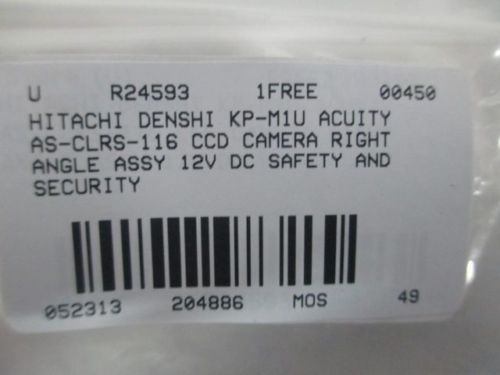 U R24593 1FREE 00450
HITACHI DENSHI KP-M1U ACUITY
AS-CLRS-116 CCD CAMERA RIGHT
ANGLE ASSY 12V DC SAFETY AND
SECURITY
052313 204886 MOS 49